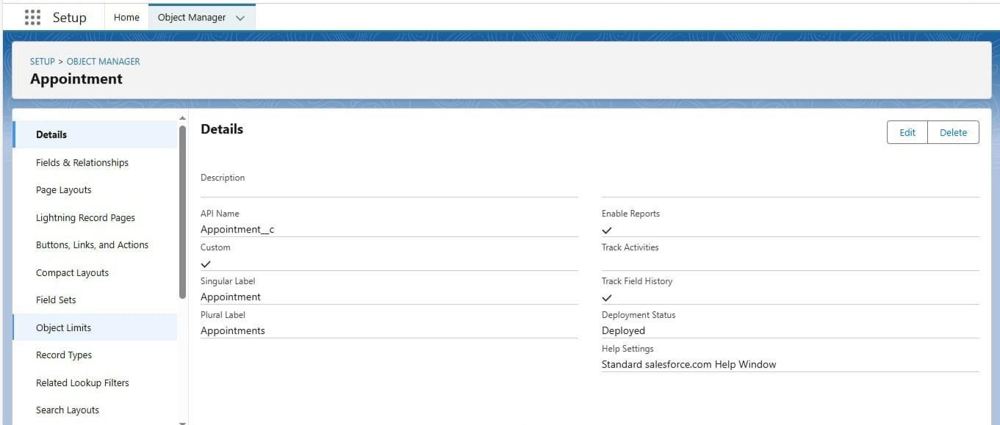 Setup Home Object Manager
SETUP > OBJECT MANAGER
Appointment
Details
Fields & Relationships
Page Layouts
Lightning Record Pages
Buttons, Links, and Actions
Compact Layouts
Field Sets
Object Limits
Record Types
Related Lookup Filters
Search Layouts
Details
Edit Delete
Description
API Name
Appointment__c
Custom
Singular Label
Appointment
Plural Label
Appointments
Enable Reports
Track Activities
Track Field History
Deployment Status
Deployed
Help Settings
Standard salesforce.com Help Window